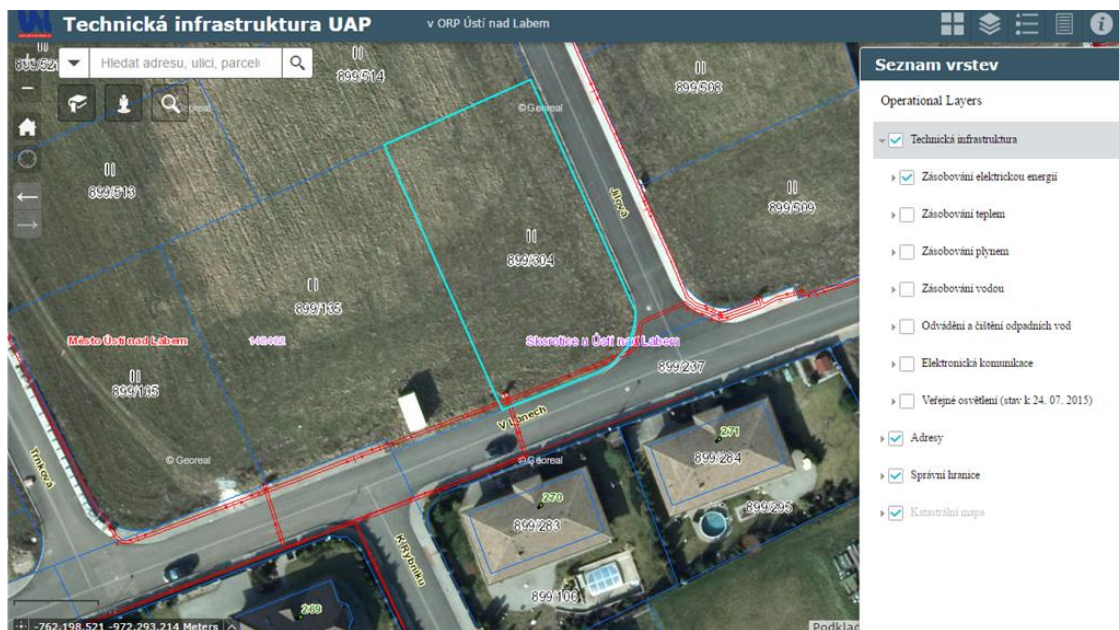 Technická infrastruktura UAP
v ORP Ústí nad Labem
Hledat adresu, ulici, parcelu
Seznam vrstev
Operational Layers
Technická infrastruktura
Zásobování elektrickou energií
Zásobování teplem
Zásobování plynem
Zásobování vodou
Odvádění a čištění odpadních vod
Elektronická komunikace
Veřejné osvětlení (stav k 24. 07. 2015)
Adresy
Správní hranice
Katastrální mapa
899/514
899/508
© Georeal
899/513
Jílová
899/509
899/304
899/135
Město Ústí nad Labem
Skorotice u Ústí nad Labem
899/237
899/105
V Lánech
Trnková
© Georeal
© Georeal
271
899/284
270
899/283
899/295
K Rybníku
899/106
269
-762,198.521 -972,293.214 Meters
Podklad